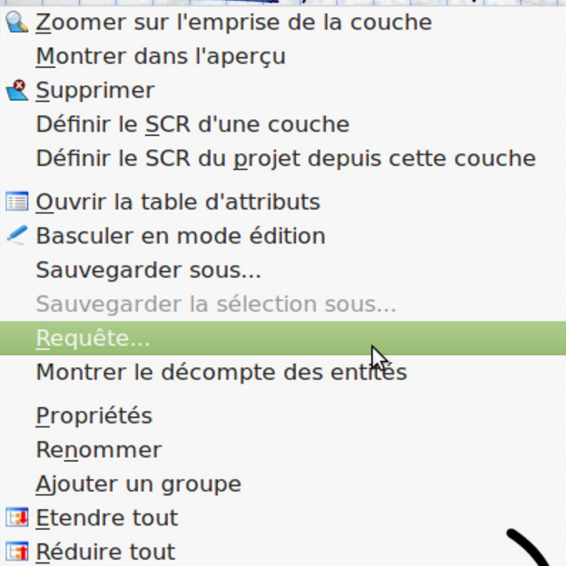 Zoomer sur l'emprise de la couche
Montrer dans l'aperçu
Supprimer
Définir le SCR d'une couche
Définir le SCR du projet depuis cette couche
Ouvrir la table d'attributs
Basculer en mode édition
Sauvegarder sous...
Sauvegarder la sélection sous...
Requête...
Montrer le décompte des entités
Propriétés
Renommer
Ajouter un groupe
Etendre tout
Réduire tout